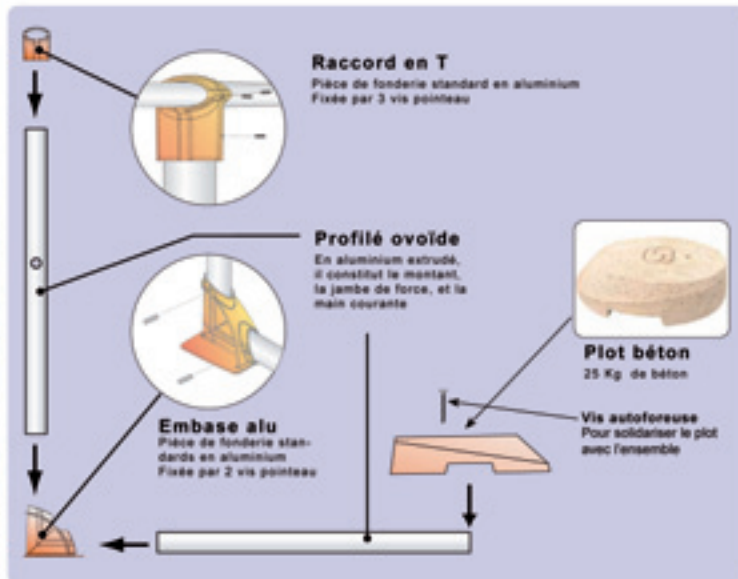 Raccord en T
Pièce de fonderie standard en aluminium
Fixée par 3 vis pointeau
Profilé ovoïde
En aluminium extrudé,
il constitut le montant,
la jambe de force, et la
main courante
Plot béton
25 Kg de béton
Vis autoforeuse
Pour solidariser le plot
avec l'ensemble
Embase alu
Pièce de fonderie stan-
dards en aluminium
Fixée par 2 vis pointeau